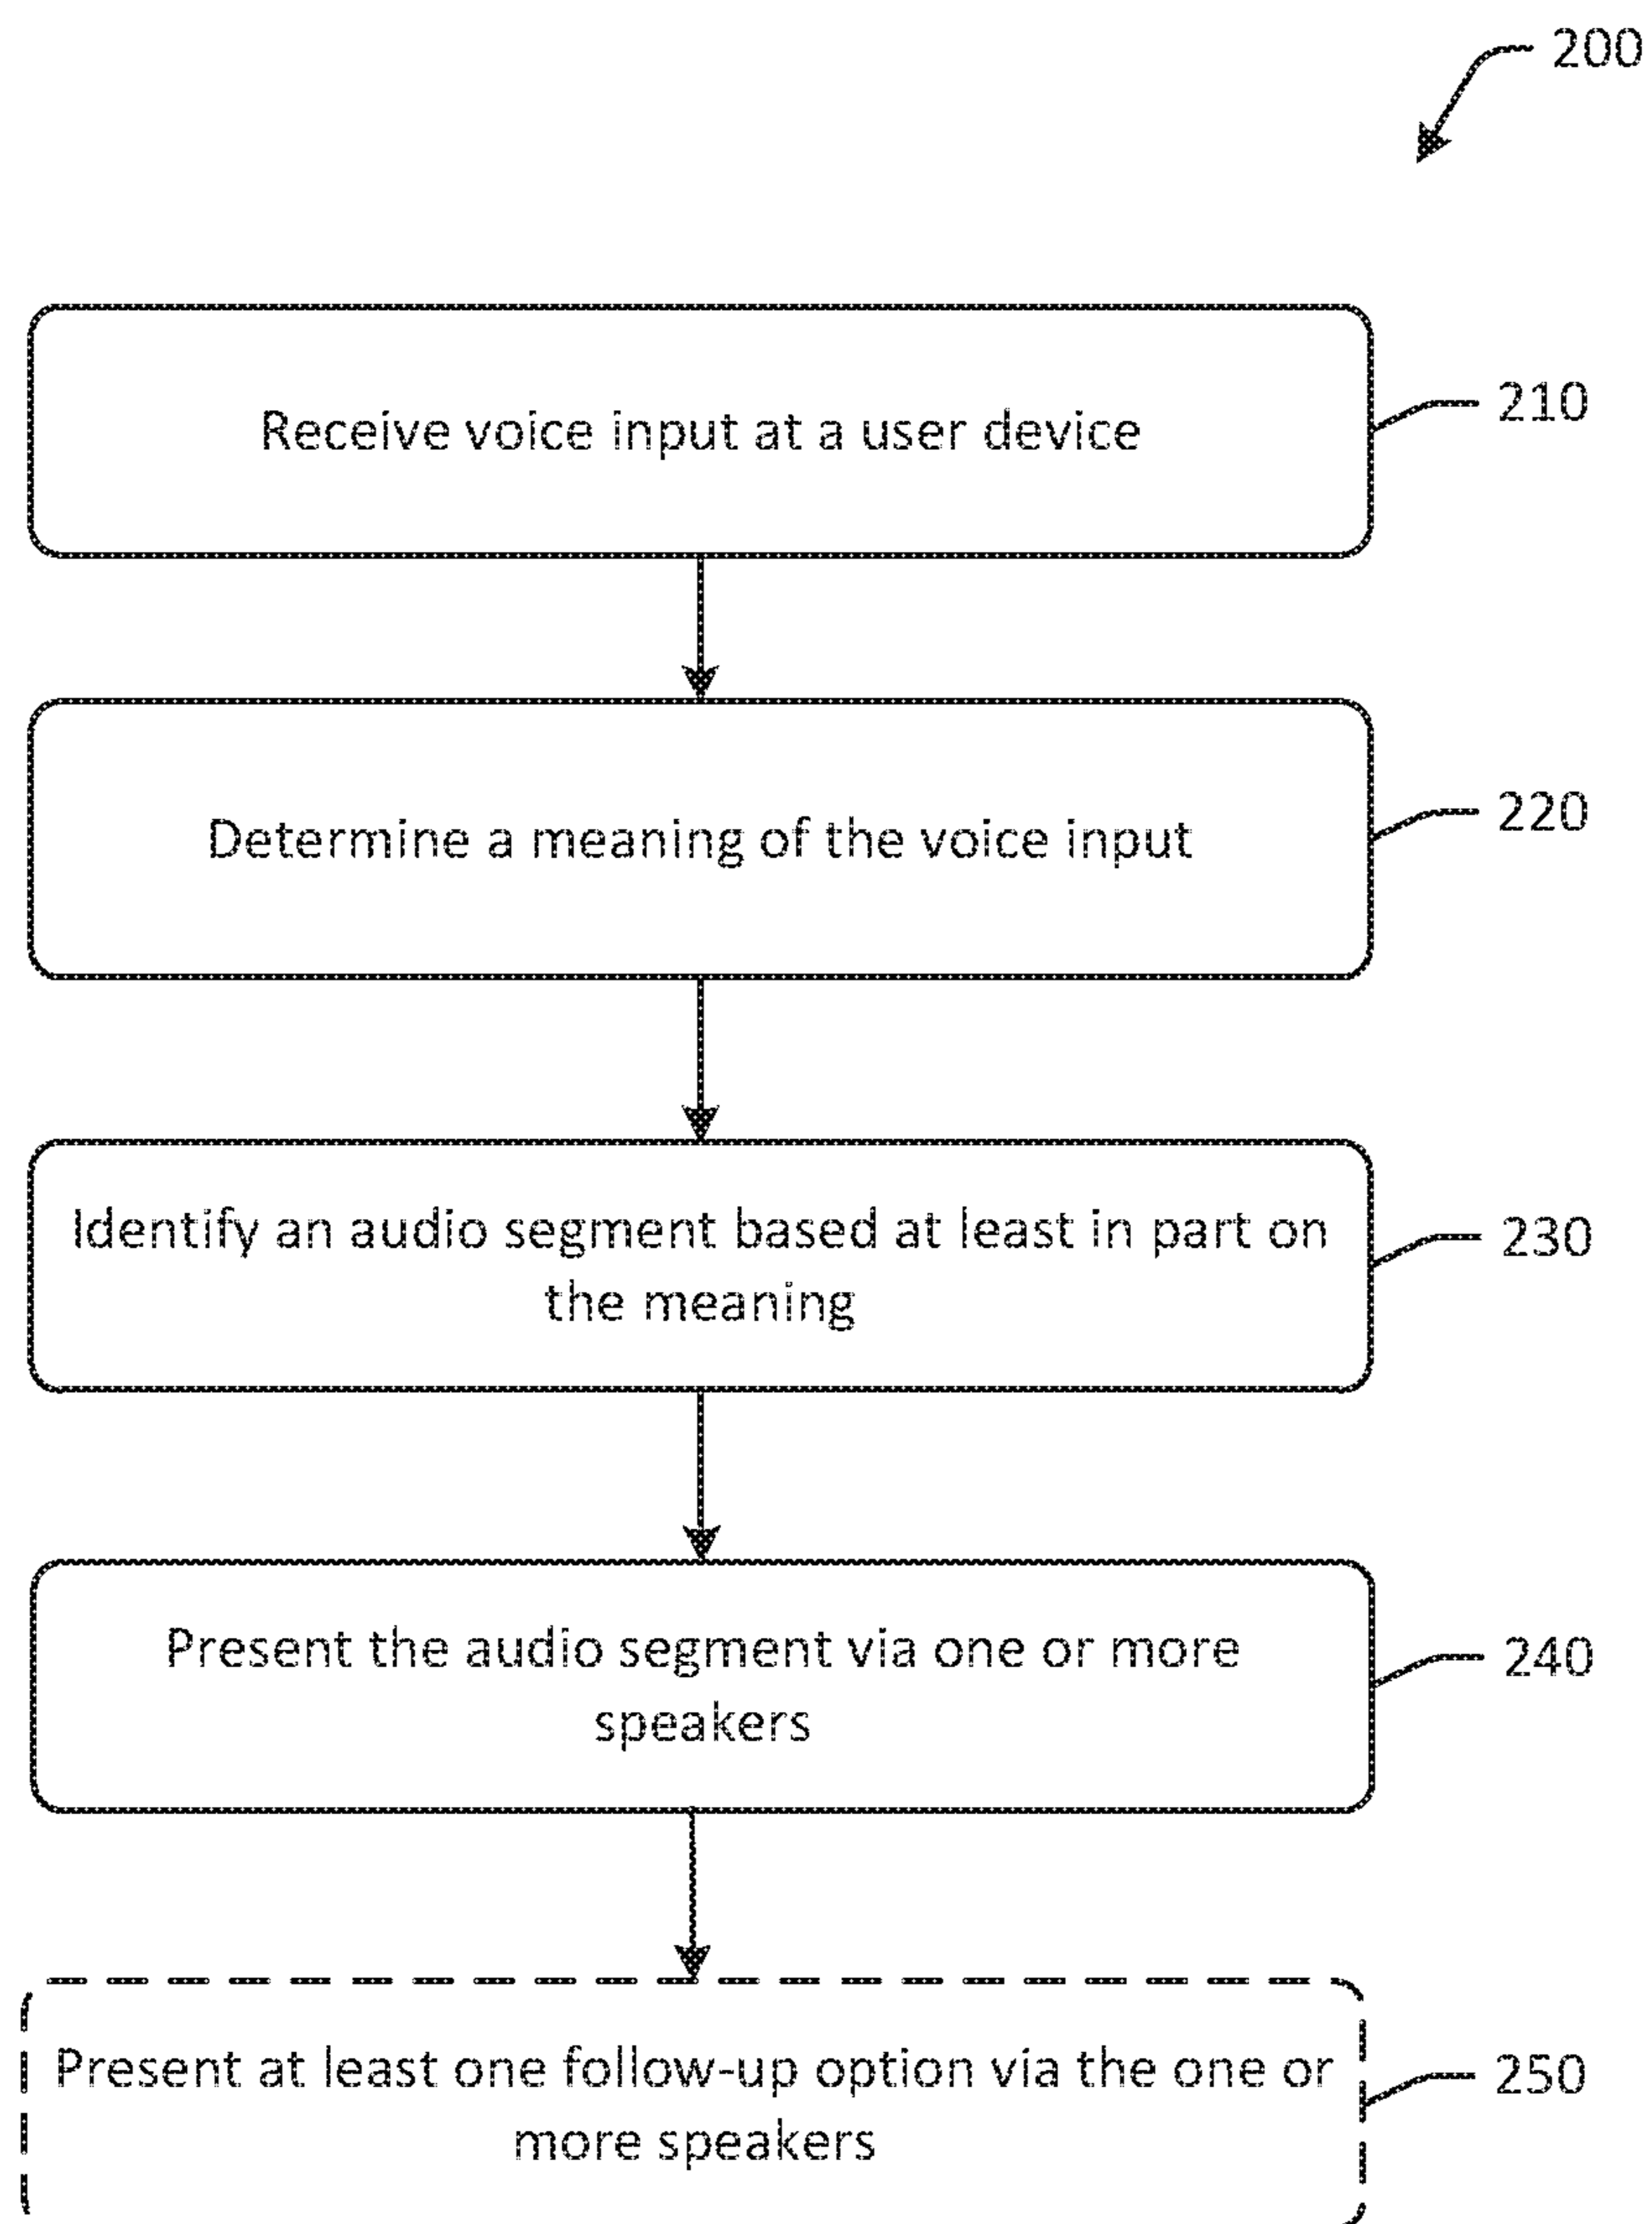 200
Receive voice input at a user device
210
Determine a meaning of the voice input
220
Identify an audio segment based at least in part on
the meaning
230
Present the audio segment via one or more
speakers
240
Present at least one follow-up option via the one or
more speakers
250